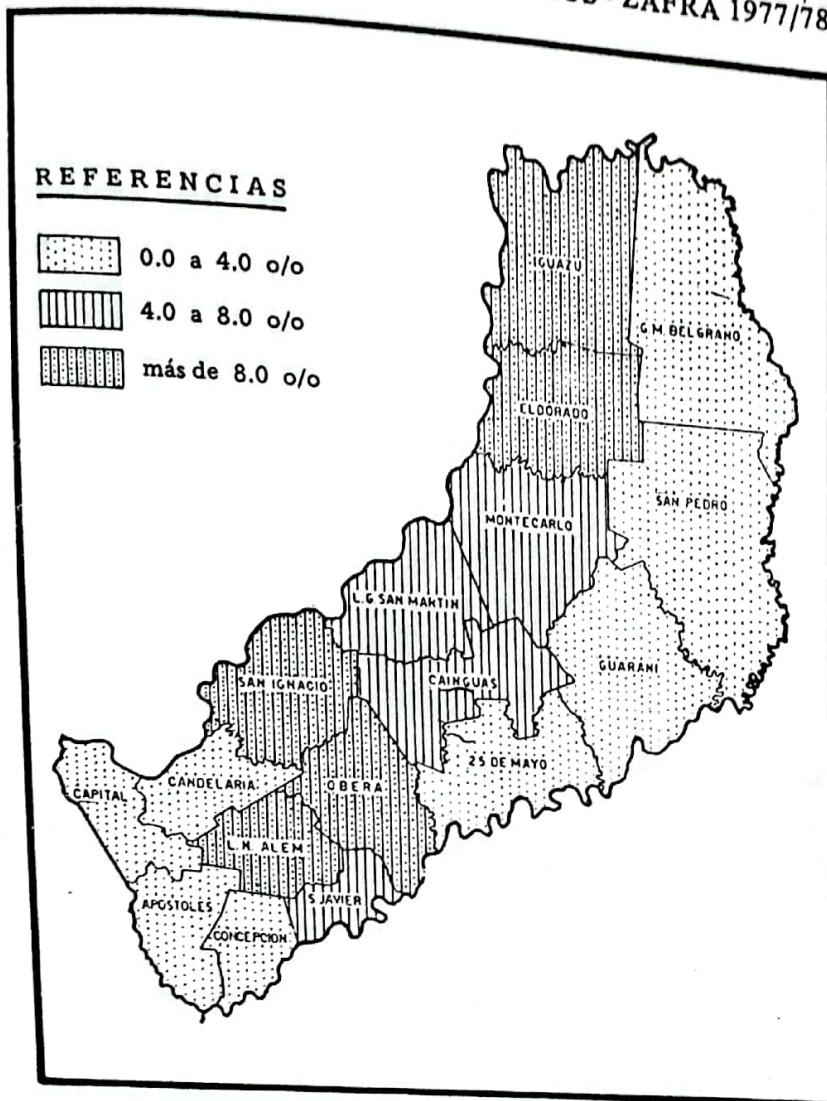 ZAFRA 1977/78
REFERENCIAS
0.0 a 4.0 o/o
4.0 a 8.0 o/o
más de 8.0 o/o
IGUAZU
G.M. BELGRANO
ELDORADO
SAN PEDRO
MONTECARLO
L.G SAN MARTIN
GUARANI
CAINGUAS
SAN IGNACIO
25 DE MAYO
CANDELARIA
OBERA
CAPITAL
L.N. ALEM
S. JAVIER
APOSTOLES
CONCEPCION